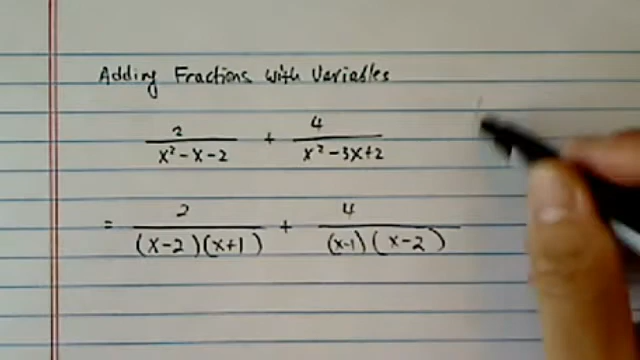 Adding Fractions with Variables
2/(x² - x - 2) + 4/(x² - 3x + 2)
= 2/((x - 2)(x + 1)) + 4/((x - 1)(x - 2))